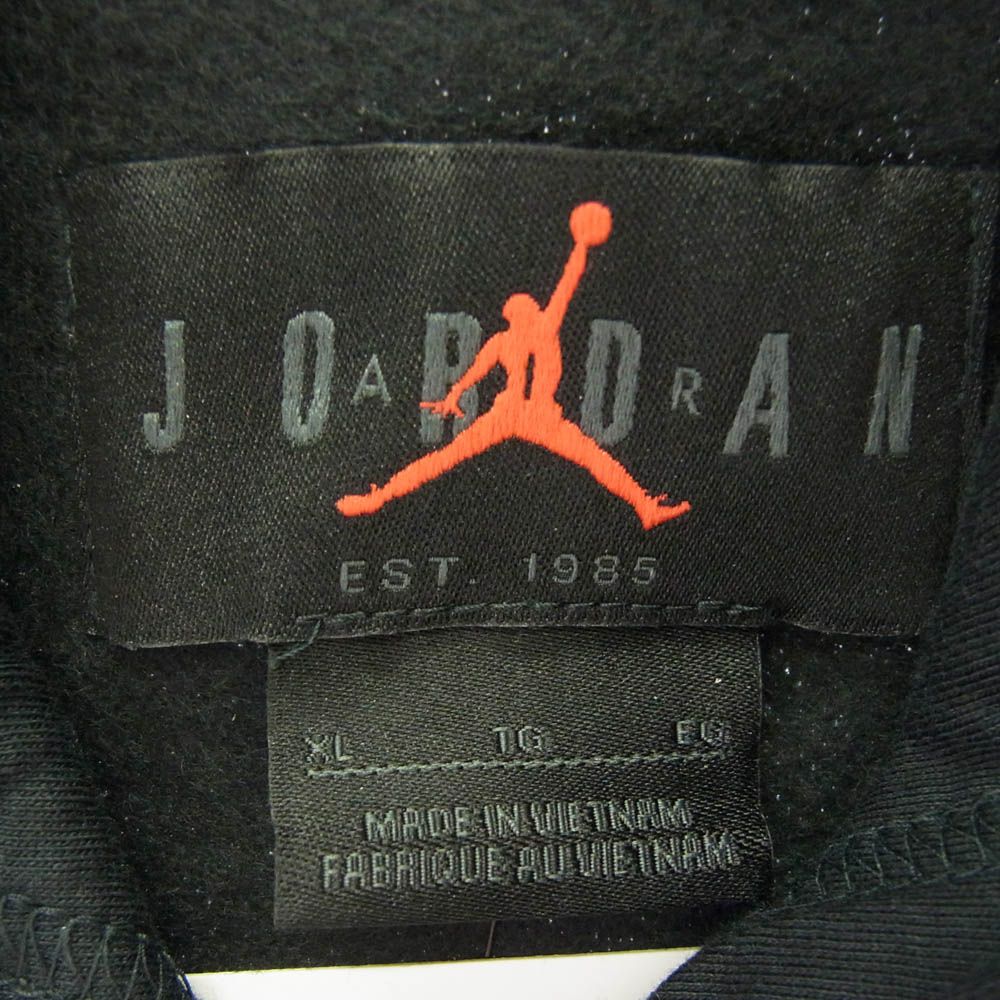 JORDAN
AIR
EST. 1985
XL TG EG
MADE IN VIETNAM
FABRIQUE AU VIETNAM